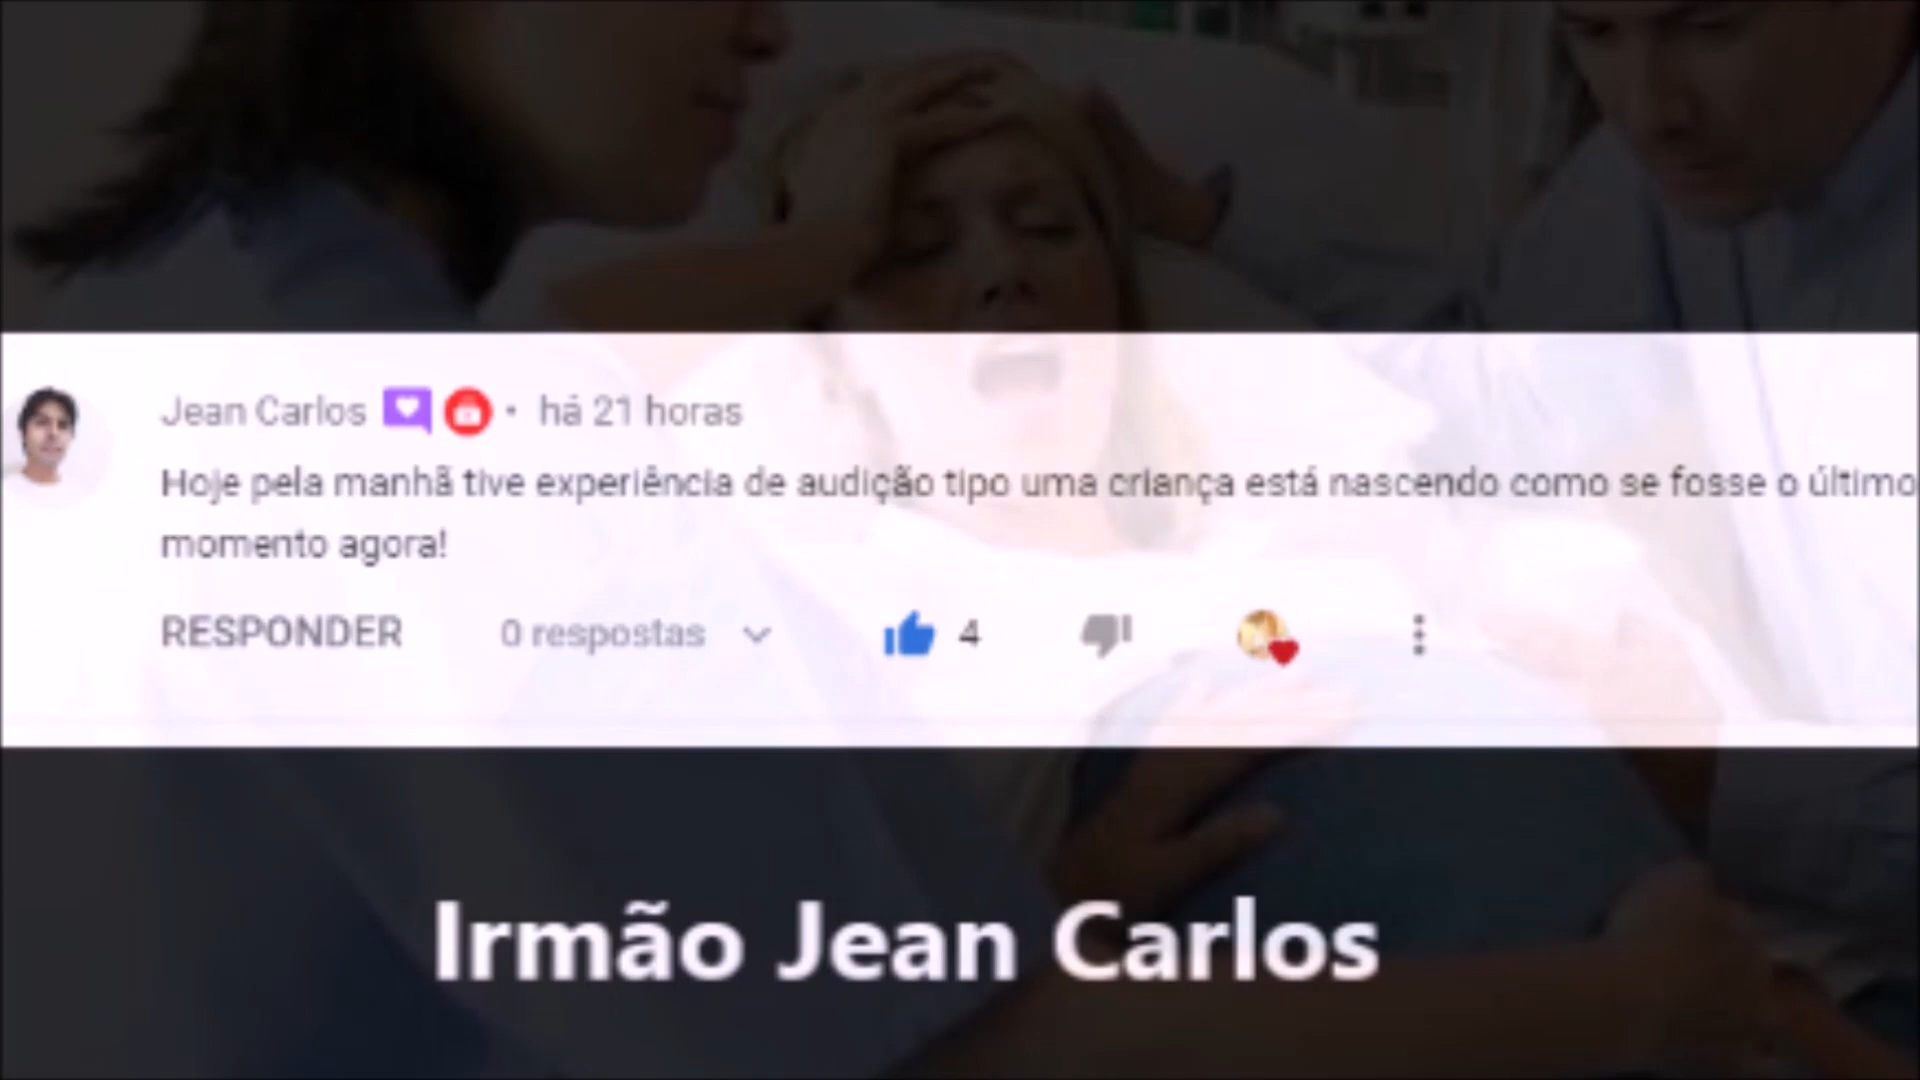 Jean Carlos • há 21 horas
Hoje pela manhã tive experiência de audição tipo uma criança está nascendo como se fosse o último
momento agora!
RESPONDER 0 respostas 4
Irmão Jean Carlos